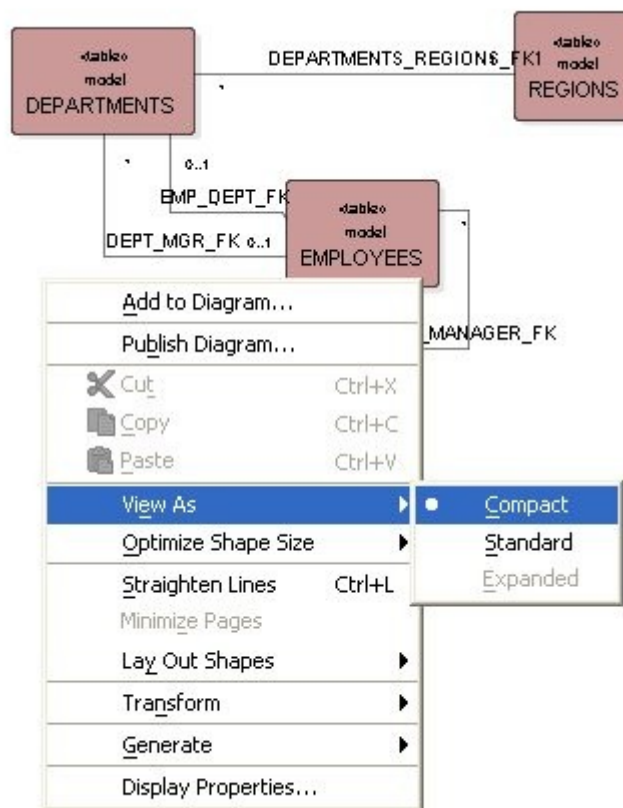 «table»
model
DEPARTMENTS
DEPARTMENTS_REGIONS_FK1
*
«table»
model
REGIONS
*
0..1
EMP_DEPT_FK
DEPT_MGR_FK 0..1
«table»
model
EMPLOYEES
*
_MANAGER_FK
Add to Diagram...
Publish Diagram...
Cut Ctrl+X
Copy Ctrl+C
Paste Ctrl+V
View As
Compact
Standard
Expanded
Optimize Shape Size
Straighten Lines Ctrl+L
Minimize Pages
Lay Out Shapes
Transform
Generate
Display Properties...